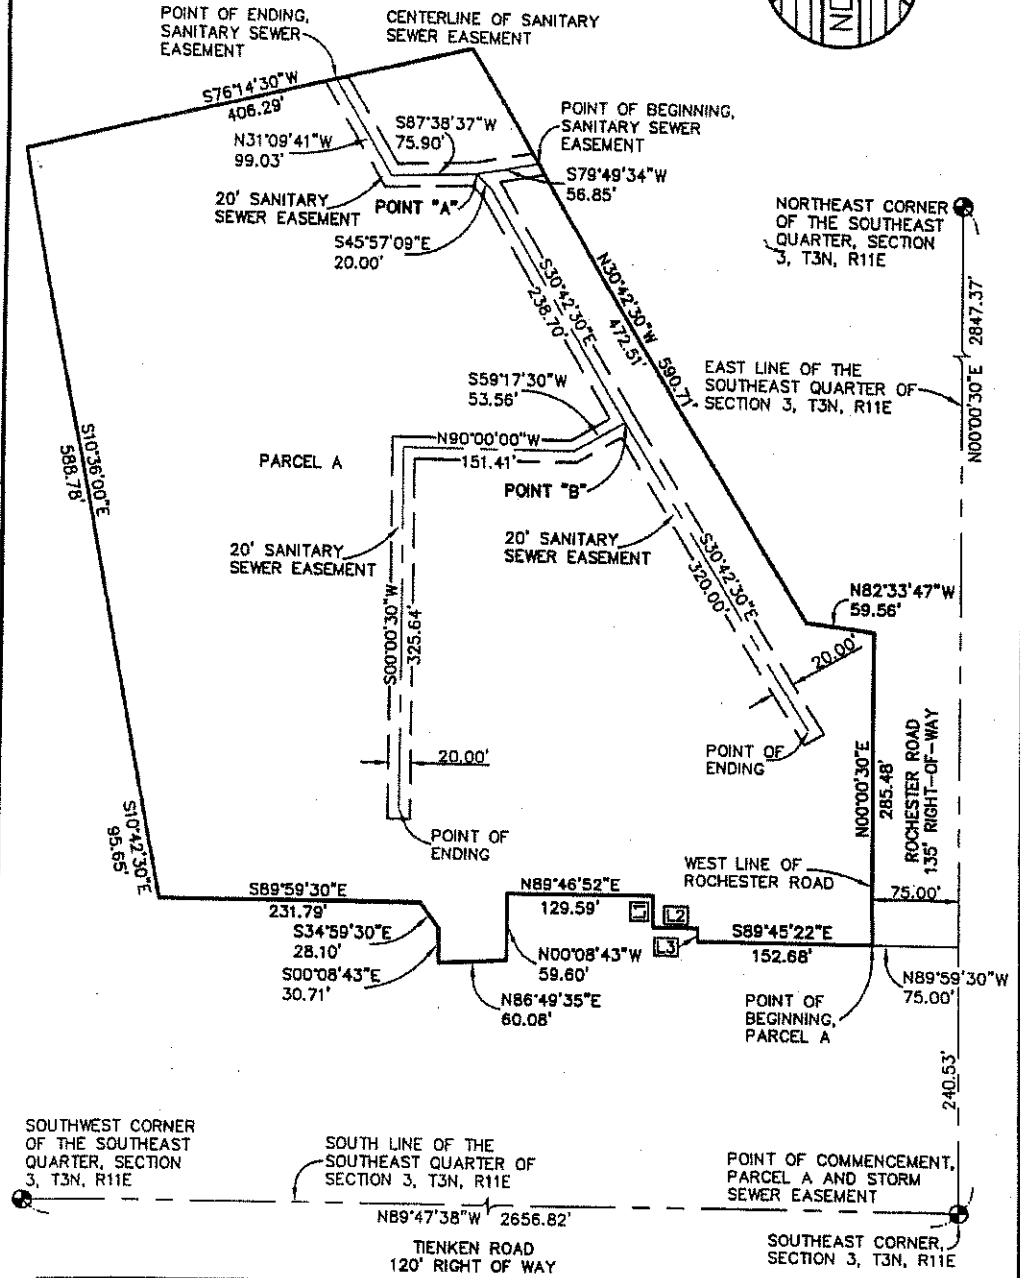 POINT OF ENDING,
SANITARY SEWER
EASEMENT
CENTERLINE OF SANITARY
SEWER EASEMENT
NO
S76°14'30"W
406.29'
N31°09'41"W
99.03'
S87°38'37"W
75.90'
POINT OF BEGINNING,
SANITARY SEWER
EASEMENT
S79°49'34"W
56.85'
20' SANITARY
SEWER EASEMENT
POINT "A"
S45°57'09"E
20.00'
NORTHEAST CORNER
OF THE SOUTHEAST
QUARTER, SECTION
3, T3N, R11E
S30°42'30"E
238.70'
N30°42'30"W 590.71'
472.51'
N00°00'30"E 2847.37'
EAST LINE OF THE
SOUTHEAST QUARTER OF
SECTION 3, T3N, R11E
S59°17'30"W
53.56'
N90°00'00"W
151.41'
S10°36'00"E
588.78'
PARCEL A
POINT "B"
20' SANITARY
SEWER EASEMENT
20' SANITARY
SEWER EASEMENT
S30°42'30"E
320.00'
N82°33'47"W
59.56'
S00°00'30"W
325.64'
20.00'
20.00'
POINT OF
ENDING
N00°00'30"E
285.48'
ROCHESTER ROAD
135' RIGHT-OF-WAY
S10°42'30"E
95.65'
POINT OF
ENDING
WEST LINE OF
ROCHESTER ROAD
75.00'
S89°59'30"E
231.79'
N89°46'52"E
129.59'
L1
L2
L3
S34°59'30"E
28.10'
S00°08'43"E
30.71'
N00°08'43"W
59.60'
S89°45'22"E
152.68'
N89°59'30"W
75.00'
N86°49'35"E
60.08'
POINT OF
BEGINNING,
PARCEL A
240.53'
SOUTHWEST CORNER
OF THE SOUTHEAST
QUARTER, SECTION
3, T3N, R11E
SOUTH LINE OF THE
SOUTHEAST QUARTER OF
SECTION 3, T3N, R11E
POINT OF COMMENCEMENT,
PARCEL A AND STORM
SEWER EASEMENT
N89°47'38"W 2656.82'
TIENKEN ROAD
120' RIGHT OF WAY
SOUTHEAST CORNER,
SECTION 3, T3N, R11E